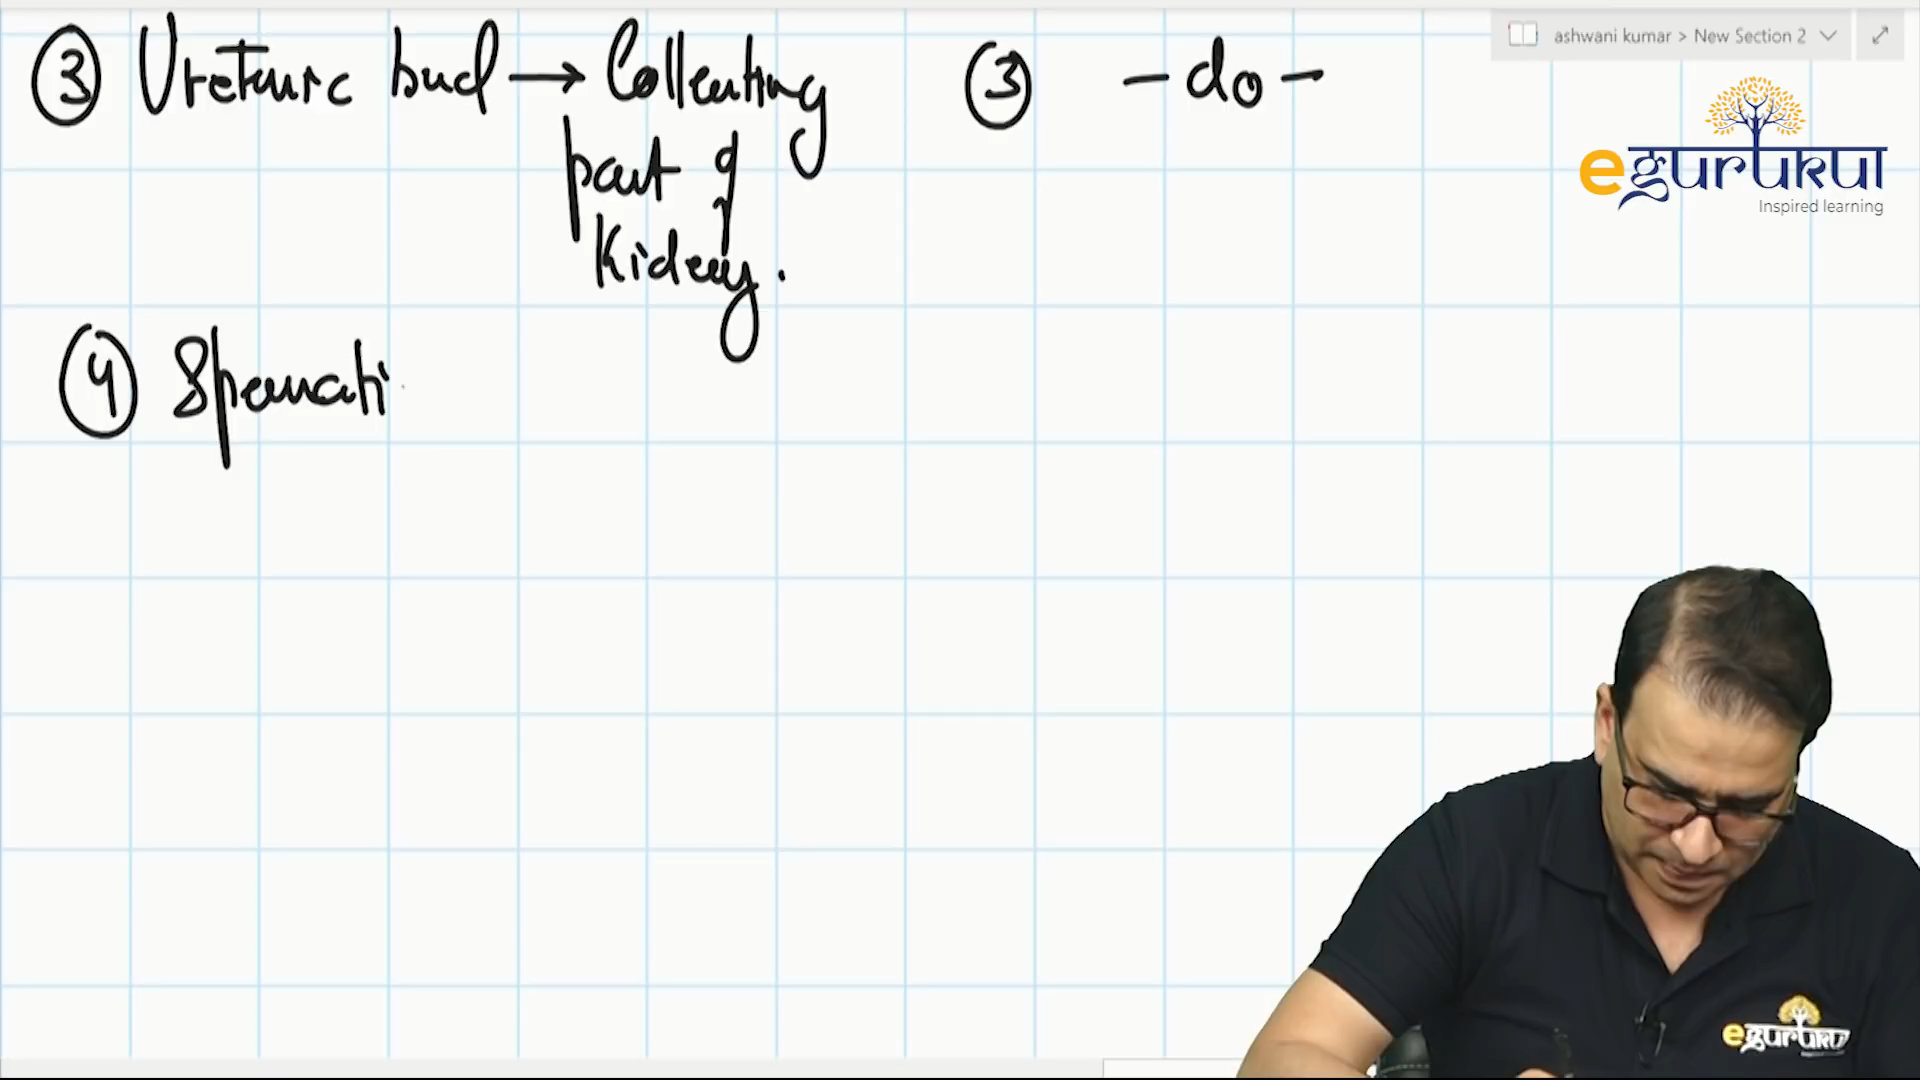 ③ Ureteric bud → Collecting
part of
Kidney.
③ -do-
④ Spermati
ashwani kumar > New Section 2
egurukul
Inspired learning
egurukul